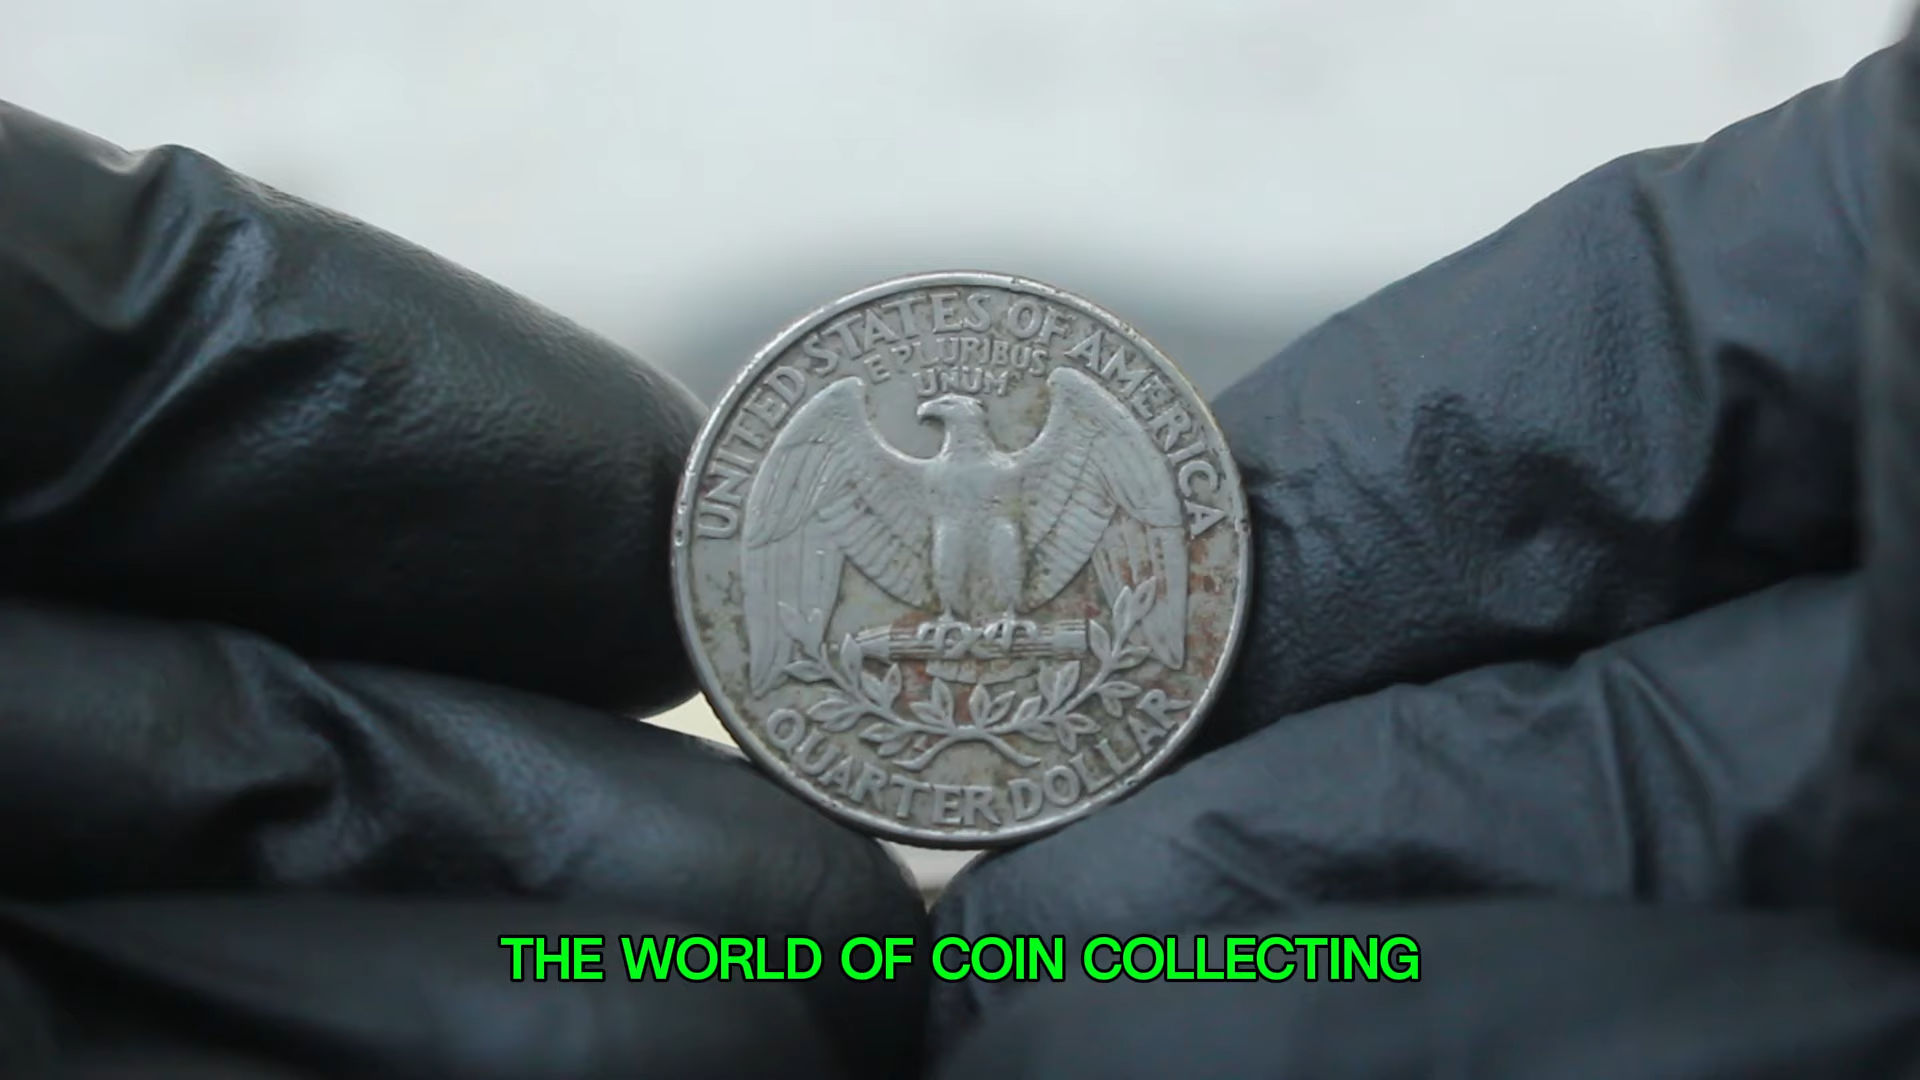 UNITED STATES OF AMERICA
E PLURIBUS
UNUM
QUARTER DOLLAR
THE WORLD OF COIN COLLECTING